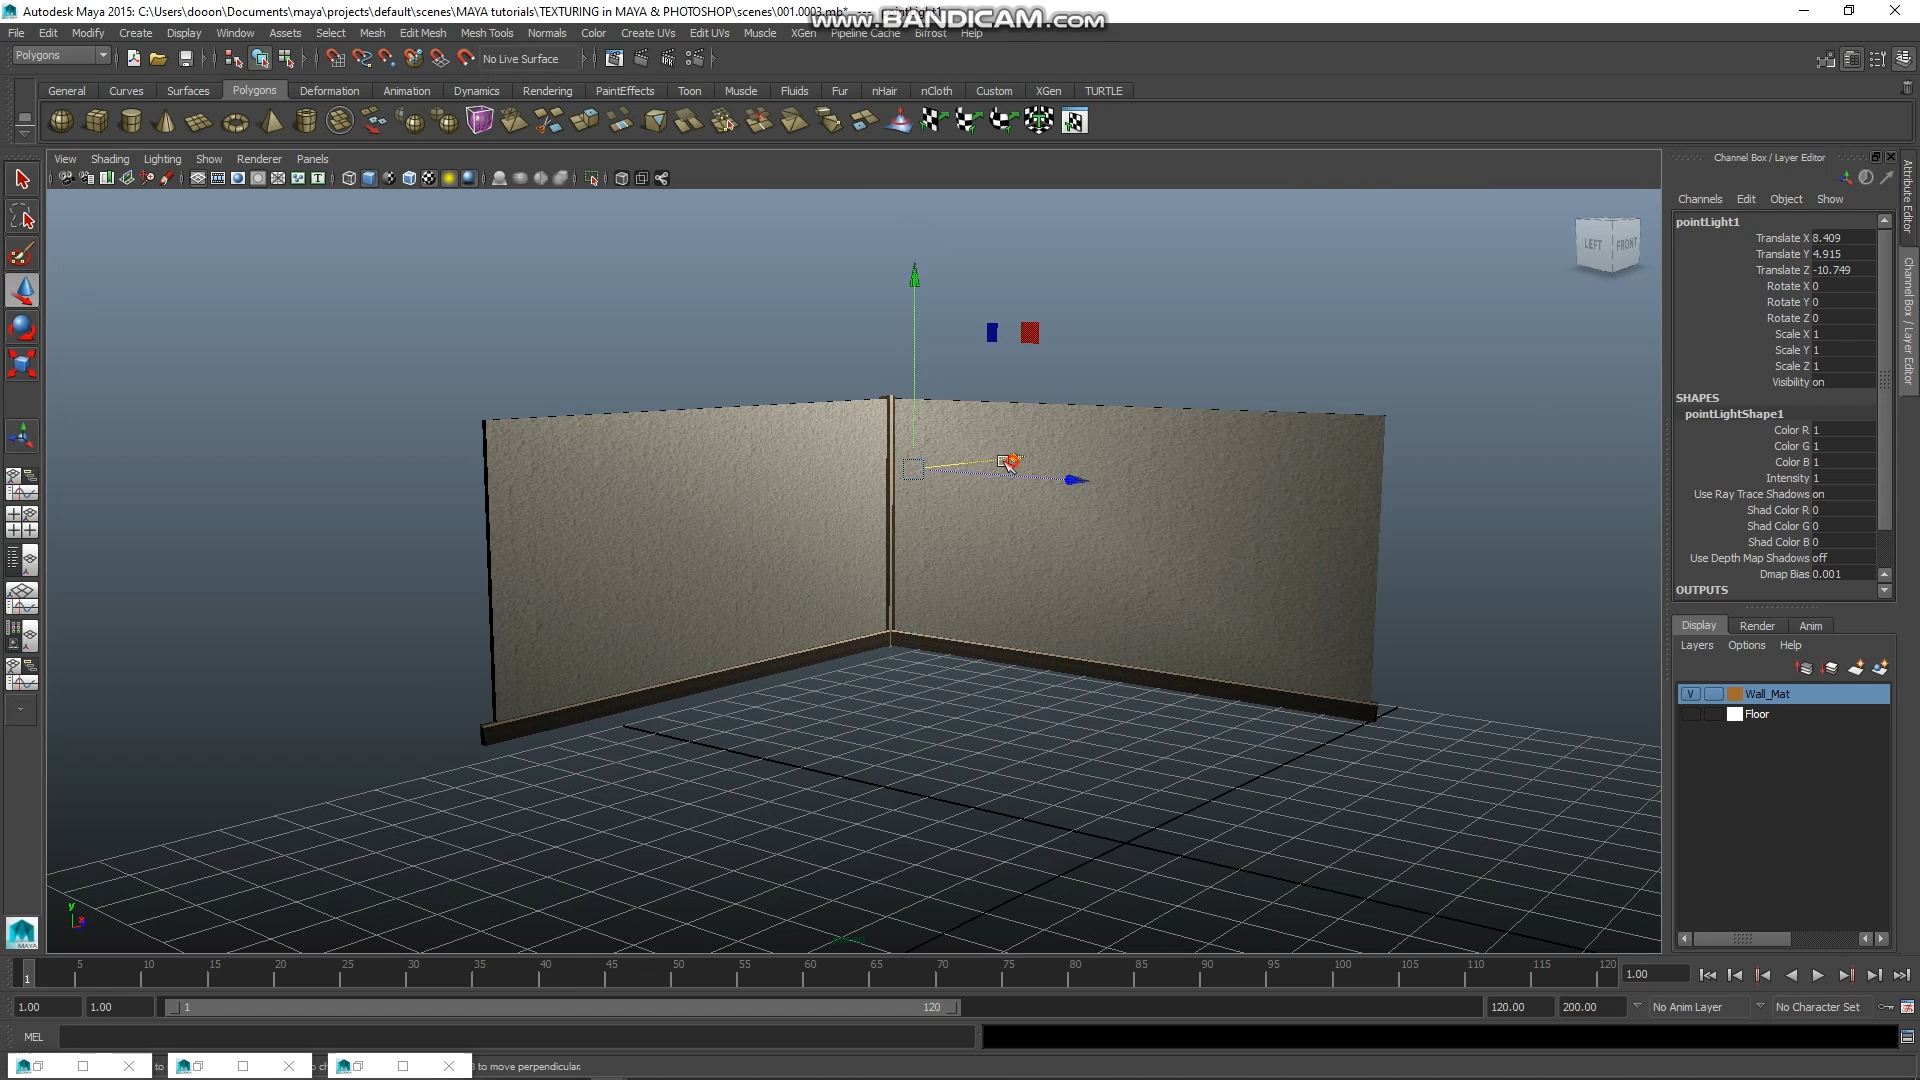 Autodesk Maya 2015: C:\Users\dooon\Documents\maya\projects\default\scenes\MAYA tutorials\TEXTURING in MAYA & PHOTOSHOP\scenes\001.0003.mb*
www.BANDICAM.com
File Edit Modify Create Display Window Assets Select Mesh Edit Mesh Mesh Tools Normals Color Create UVs Edit UVs Muscle XGen Pipeline Cache Bifrost Help
Polygons No Live Surface
General Curves Surfaces Polygons Deformation Animation Dynamics Rendering PaintEffects Toon Muscle Fluids Fur nHair nCloth Custom XGen TURTLE
View Shading Lighting Show Renderer Panels
Channel Box / Layer Editor
Channels Edit Object Show
pointLight1
Translate X 8.409
Translate Y 4.915
Translate Z -10.749
Rotate X 0
Rotate Y 0
Rotate Z 0
Scale X 1
Scale Y 1
Scale Z 1
Visibility on
SHAPES
pointLightShape1
Color R 1
Color G 1
Color B 1
Intensity 1
Use Ray Trace Shadows on
Shad Color R 0
Shad Color G 0
Shad Color B 0
Use Depth Map Shadows off
Dmap Bias 0.001
OUTPUTS
Attribute Editor
Channel Box / Layer Editor
LEFT FRONT
Display Render Anim
Layers Options Help
V Wall_Mat
Floor
y x
5 10 15 20 25 30 35 40 45 50 55 60 65 70 75 80 85 90 95 100 105 110 115 120
1 1.00
1.00 1.00 1 120 120.00 200.00 No Anim Layer No Character Set
MEL
MAYA
to move perpendicular.